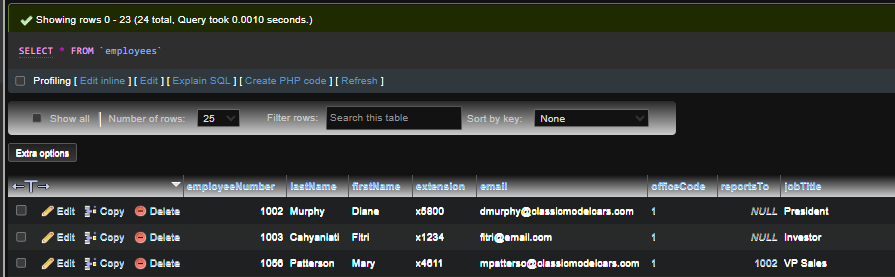 Showing rows 0 - 23 (24 total, Query took 0.0010 seconds.)
SELECT * FROM `employees`
Profiling [ Edit inline ] [ Edit ] [ Explain SQL ] [ Create PHP code ] [ Refresh ]
Show all | Number of rows: 25 Filter rows: Search this table Sort by key: None
Extra options
←T→ employeeNumber lastName firstName extension email officeCode reportsTo jobTitle
Edit Copy Delete 1002 Murphy Diane x5800 dmurphy@classicmodelcars.com 1 NULL President
Edit Copy Delete 1003 Cahyaniati Fitri x1234 fitri@email.com 1 NULL Investor
Edit Copy Delete 1056 Patterson Mary x4611 mpatterso@classicmodelcars.com 1 1002 VP Sales